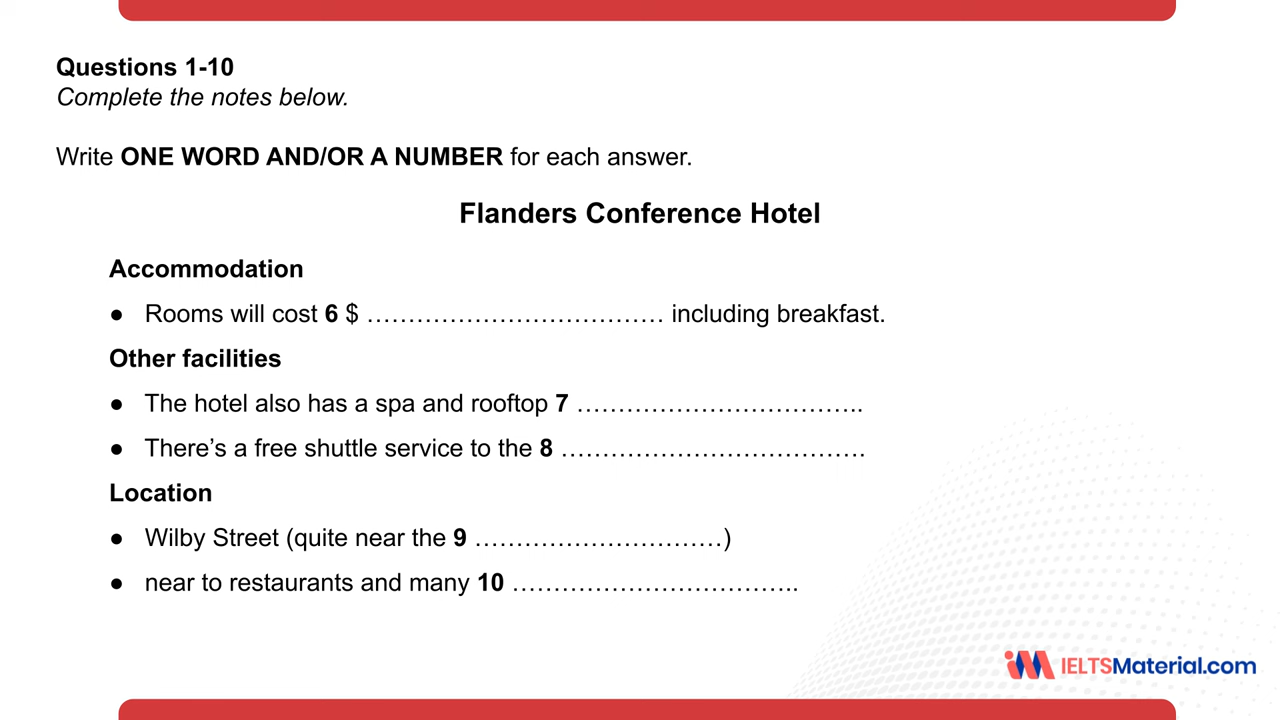 Questions 1-10
Complete the notes below.
Write ONE WORD AND/OR A NUMBER for each answer.
Flanders Conference Hotel
Accommodation
● Rooms will cost 6 $ ……………………………… including breakfast.
Other facilities
● The hotel also has a spa and rooftop 7 ……………………………..
● There’s a free shuttle service to the 8 ……………………………….
Location
● Wilby Street (quite near the 9 …………………………)
● near to restaurants and many 10 ……………………………..
IELTSMaterial.com